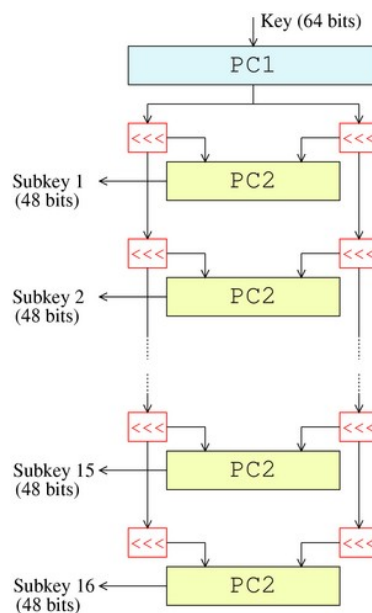 Key (64 bits)
PC1
<<< <<<
PC2
Subkey 1
(48 bits)
<<< <<<
PC2
Subkey 2
(48 bits)
<<< <<<
PC2
Subkey 15
(48 bits)
<<< <<<
PC2
Subkey 16
(48 bits)